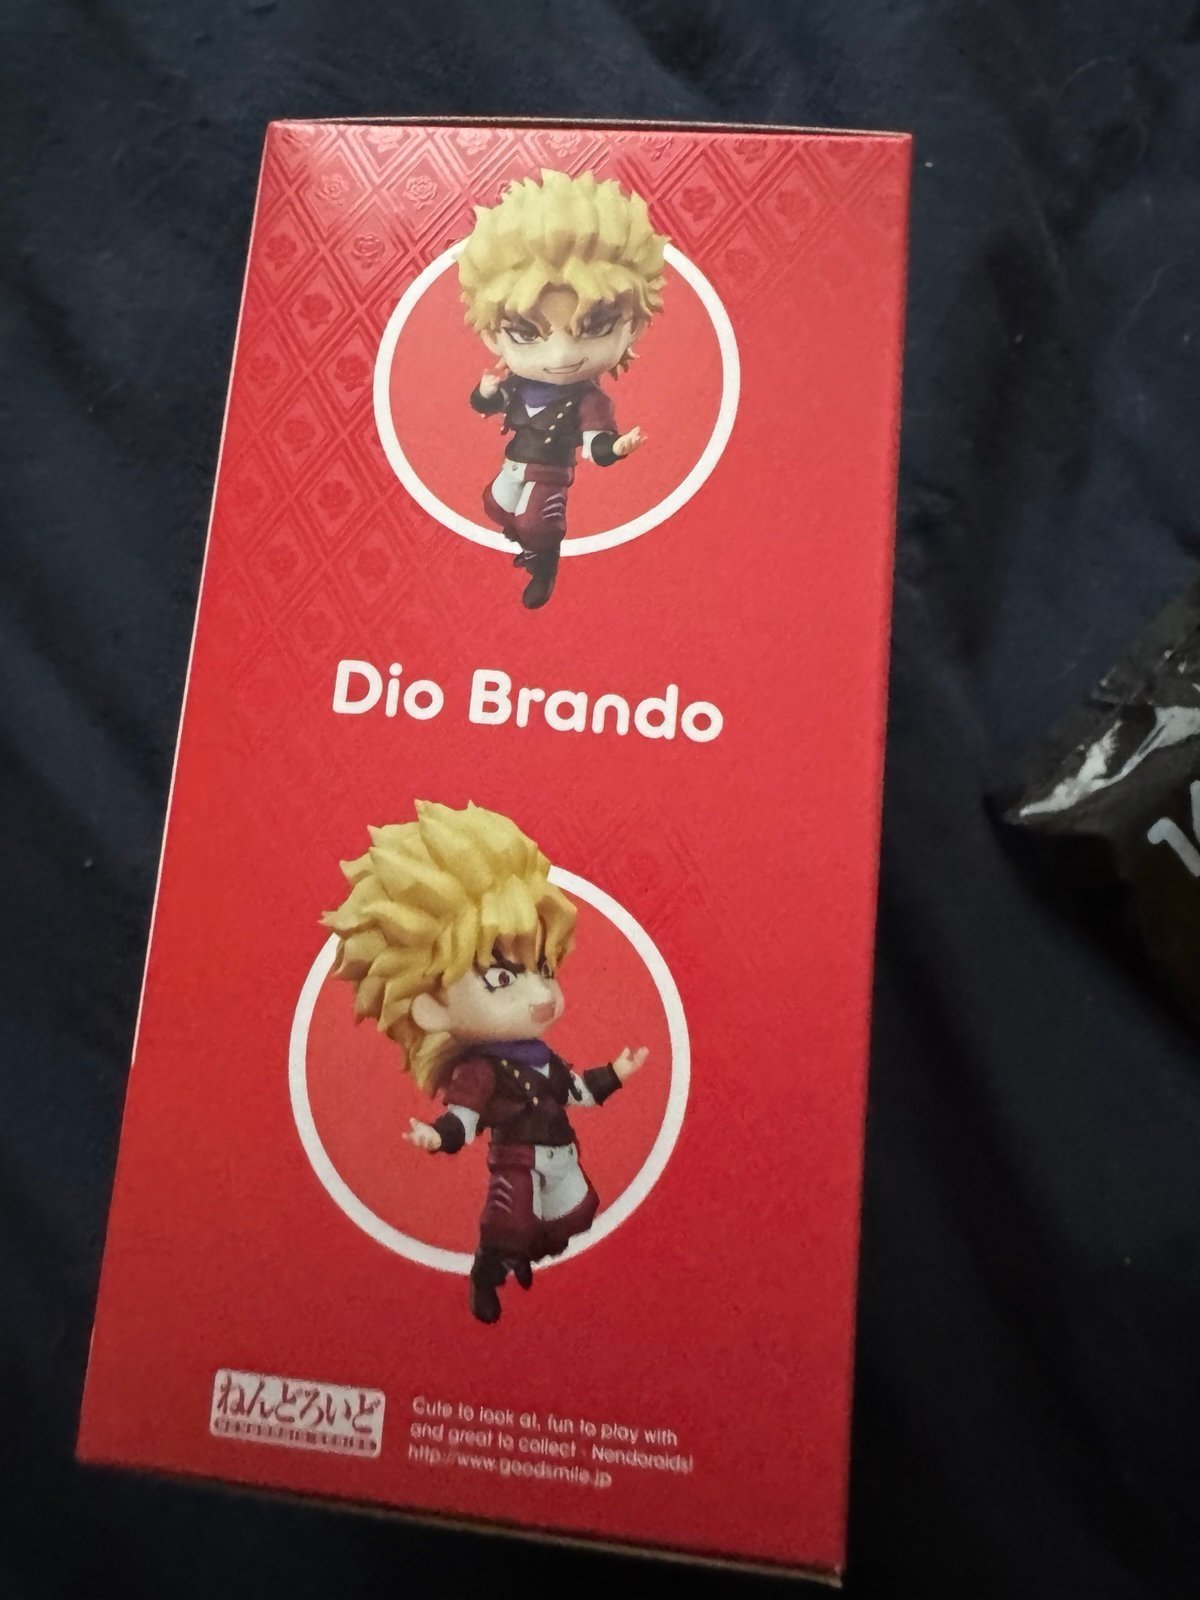 Dio Brando
ねんどろいど
Cute to look at, fun to play with
and great to collect - Nendoroids!
http://www.goodsmile.jp